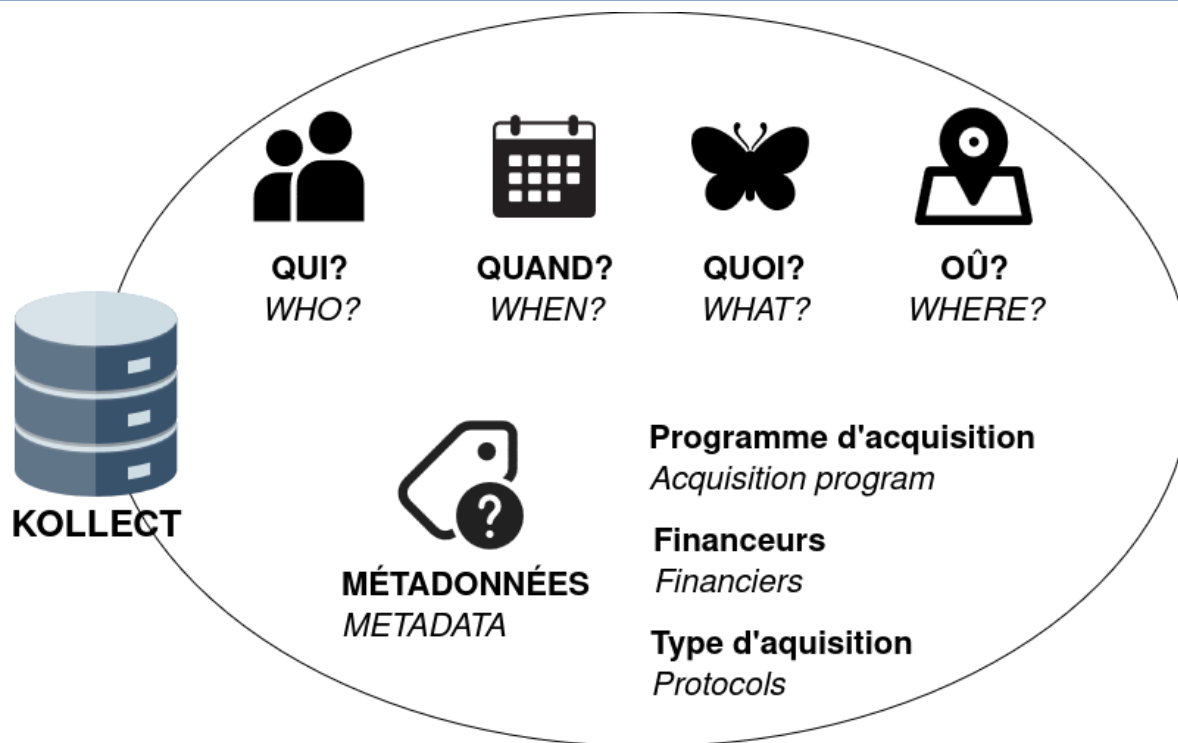 QUI?
WHO?
QUAND?
WHEN?
QUOI?
WHAT?
OÛ?
WHERE?
KOLLECT
MÉTADONNÉES
METADATA
Programme d'acquisition
Acquisition program
Financeurs
Financiers
Type d'aquisition
Protocols